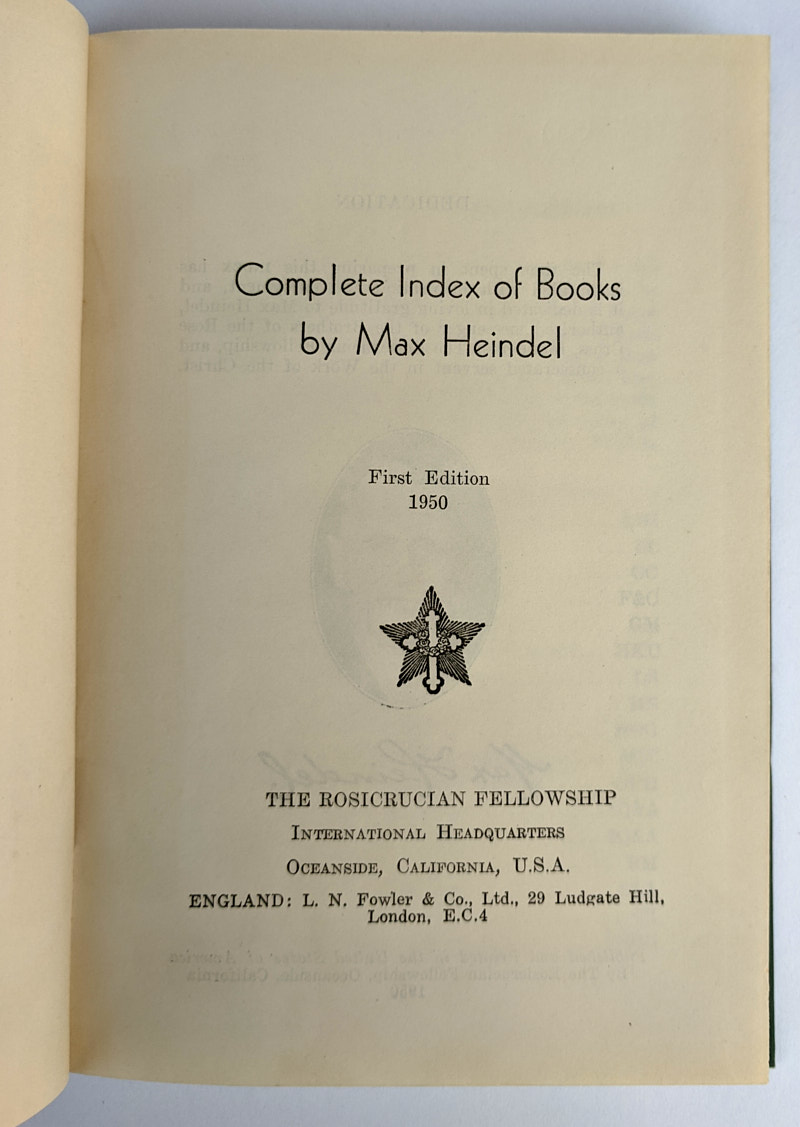 Complete Index of Books
by Max Heindel
First Edition
1950
THE ROSICRUCIAN FELLOWSHIP
International Headquarters
Oceanside, California, U.S.A.
ENGLAND: L. N. Fowler & Co., Ltd., 29 Ludgate Hill,
London, E.C.4